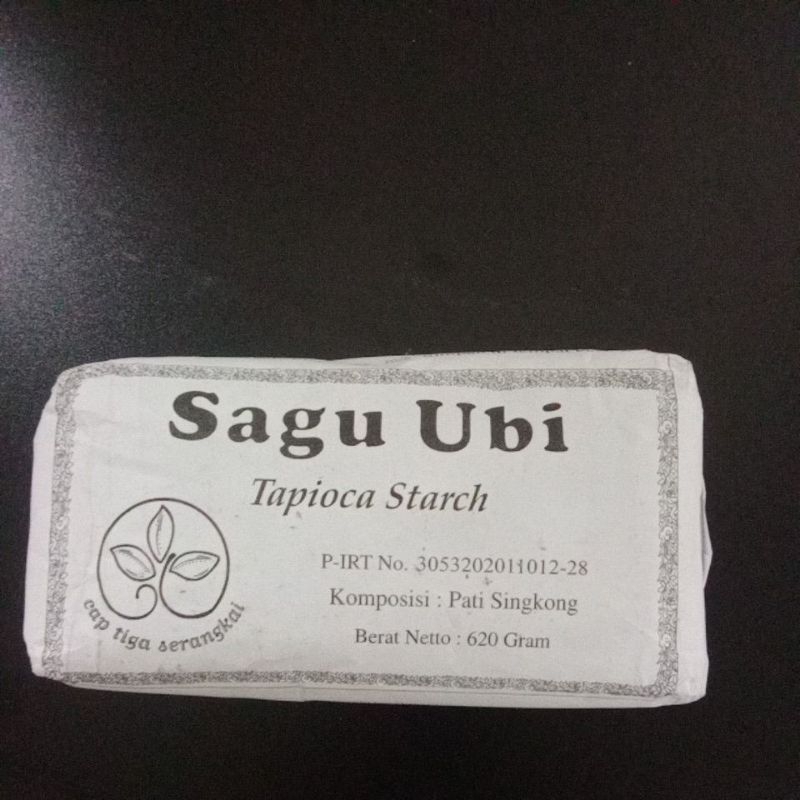 Sagu Ubi
Tapioca Starch
P-IRT No. 3053202011012-28
Komposisi : Pati Singkong
Berat Netto : 620 Gram
cap tiga serangkai